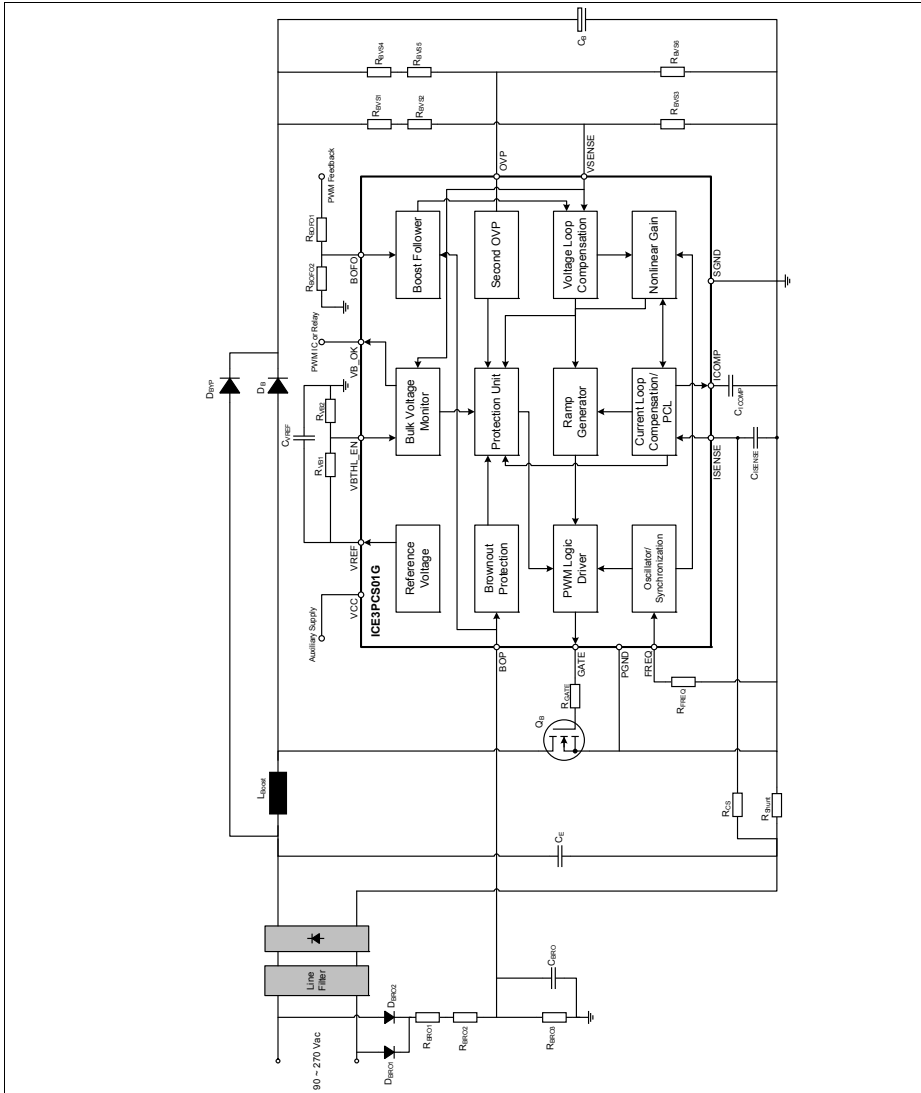 90 ~ 270 Vac
Line
Filter
DBRO1
DBRO2
RBRO1
RBRO2
RBRO3
CBRO
CE
LBoost
DBYP
DB
RCS
RShunt
QB
RGATE
RFREQ
Auxiliary Supply
CVREF
RVB1
RVB2
PWM IC or Relay
RBOFO2
RBOFO1
PWM Feedback
VCC
VREF
VBTHL_EN
VB_OK
BOFO
ICE3PCS01G
Reference
Voltage
Bulk Voltage
Monitor
Boost Follower
BOP
Brownout
Protection
Protection Unit
Second OVP
OVP
GATE
PWM Logic
Driver
Ramp
Generator
Voltage Loop
Compensation
VSENSE
PGND
FREQ
Oscillator/
Synchronization
Current Loop
Compensation/
PCL
Nonlinear Gain
ISENSE
ICOMP
SGND
CISENSE
CICOMP
RBVS1
RBVS2
RBVS3
RBVS4
RBVS5
RBVS6
CB